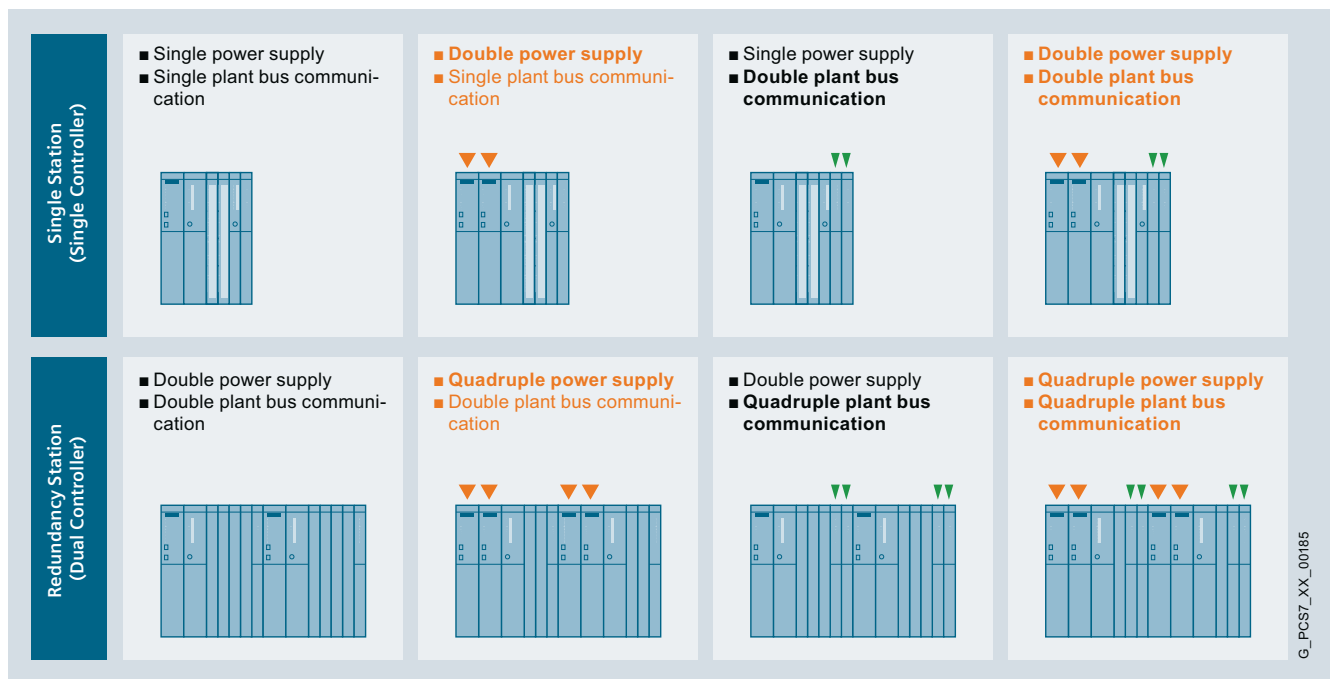 Single Station
(Single Controller)
■ Single power supply
■ Single plant bus communi-
cation
■ Double power supply
■ Single plant bus communi-
cation
■ Single power supply
■ Double plant bus
communication
■ Double power supply
■ Double plant bus
communication
Redundancy Station
(Dual Controller)
■ Double power supply
■ Double plant bus communi-
cation
■ Quadruple power supply
■ Double plant bus communi-
cation
■ Double power supply
■ Quadruple plant bus
communication
■ Quadruple power supply
■ Quadruple plant bus
communication
G_PCS7_XX_00185